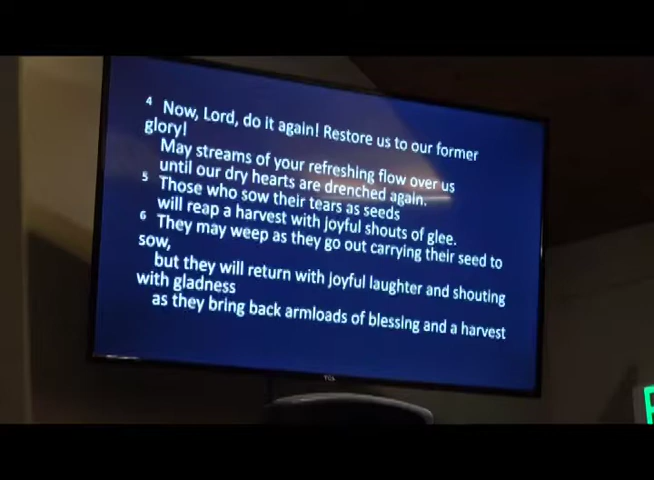 4 Now, Lord, do it again! Restore us to our former
glory!
May streams of your refreshing flow over us
until our dry hearts are drenched again.
5 Those who sow their tears as seeds
will reap a harvest with joyful shouts of glee.
6 They may weep as they go out carrying their seed to
sow,
but they will return with joyful laughter and shouting
with gladness
as they bring back armloads of blessing and a harvest
TCL